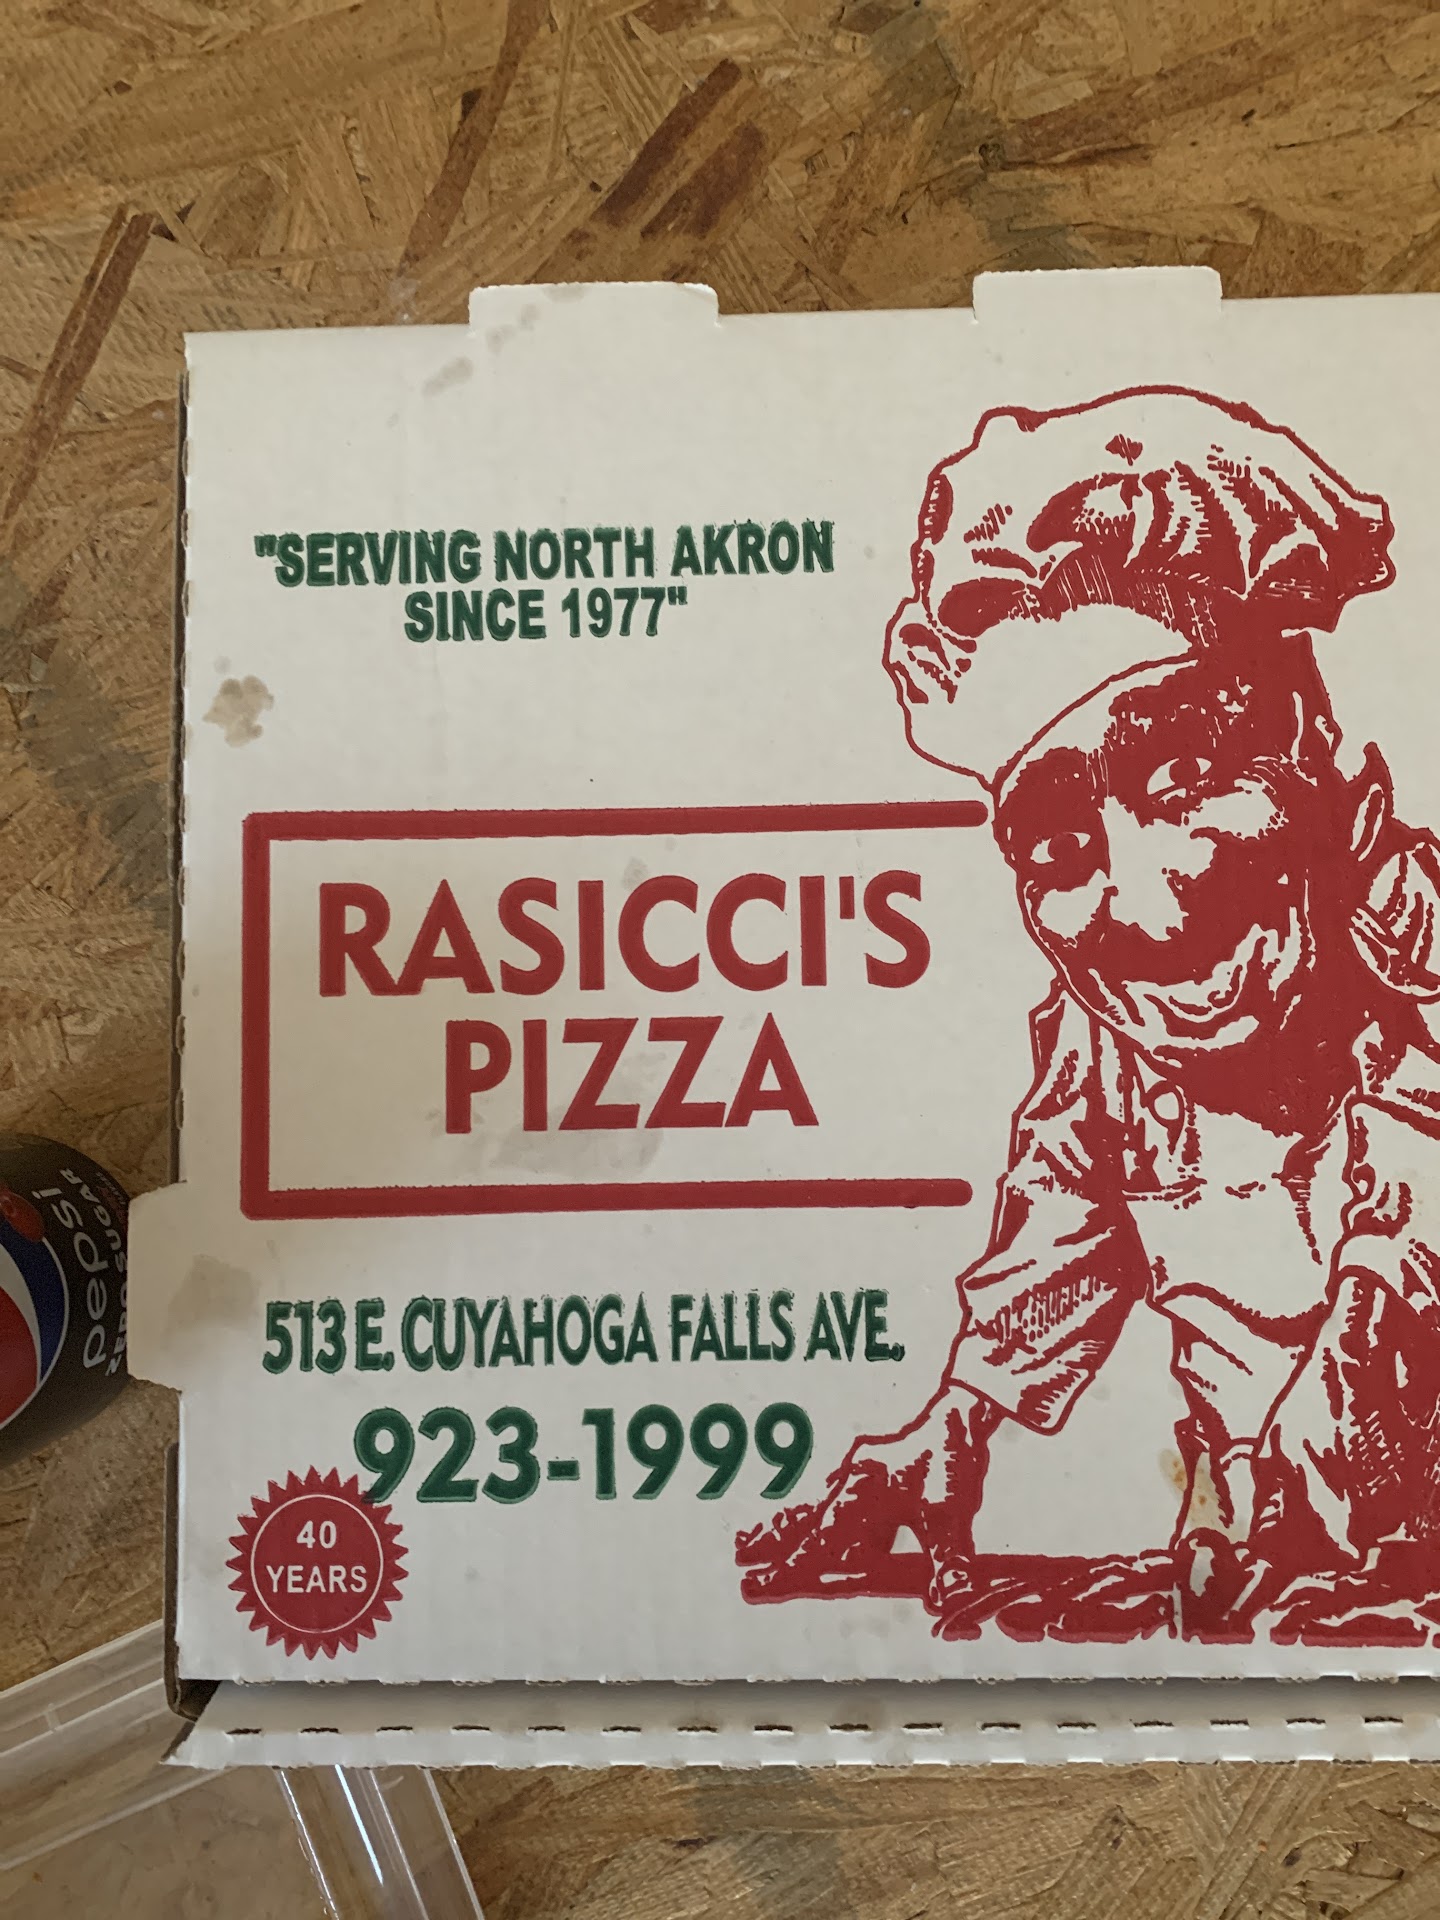 "SERVING NORTH AKRON
SINCE 1977"
RASICCI'S
PIZZA
513 E. CUYAHOGA FALLS AVE.
923-1999
40
YEARS
pepsi
ZERO SUGAR